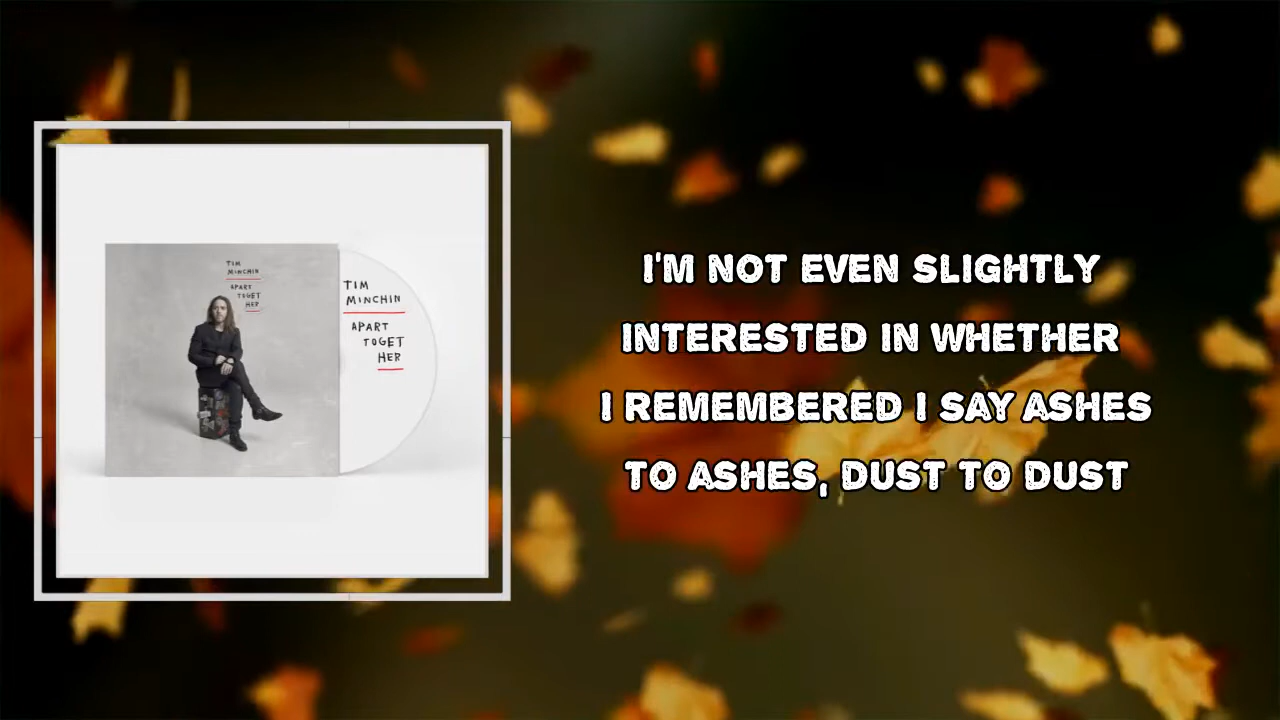 TIM
MINCHIN
APART
TOGET
HER
TIM
MINCHIN
APART
TOGET
HER
I'M NOT EVEN SLIGHTLY
INTERESTED IN WHETHER
I REMEMBERED I SAY ASHES
TO ASHES, DUST TO DUST